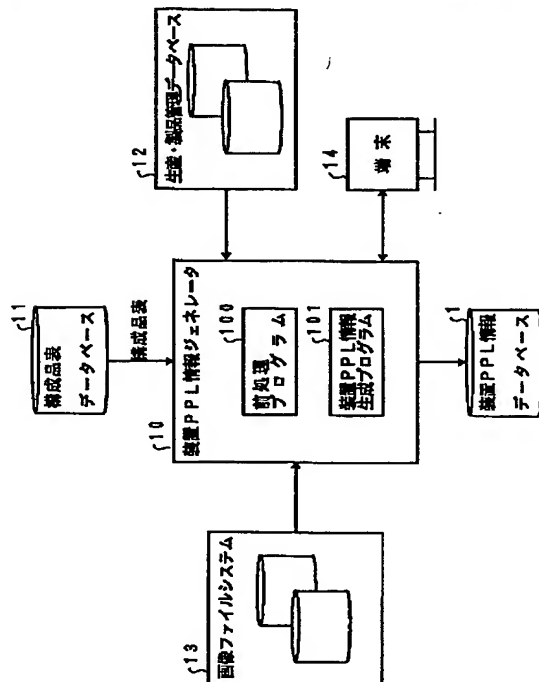 11
構成品表
データベース
構成品表
12
生産・製品管理データベース
10
装置PPL情報ジェネレータ
100
前処理
プログラム
101
装置PPL情報
生成プログラム
14
端末
13
画像ファイルシステム
1
装置PPL情報
データベース